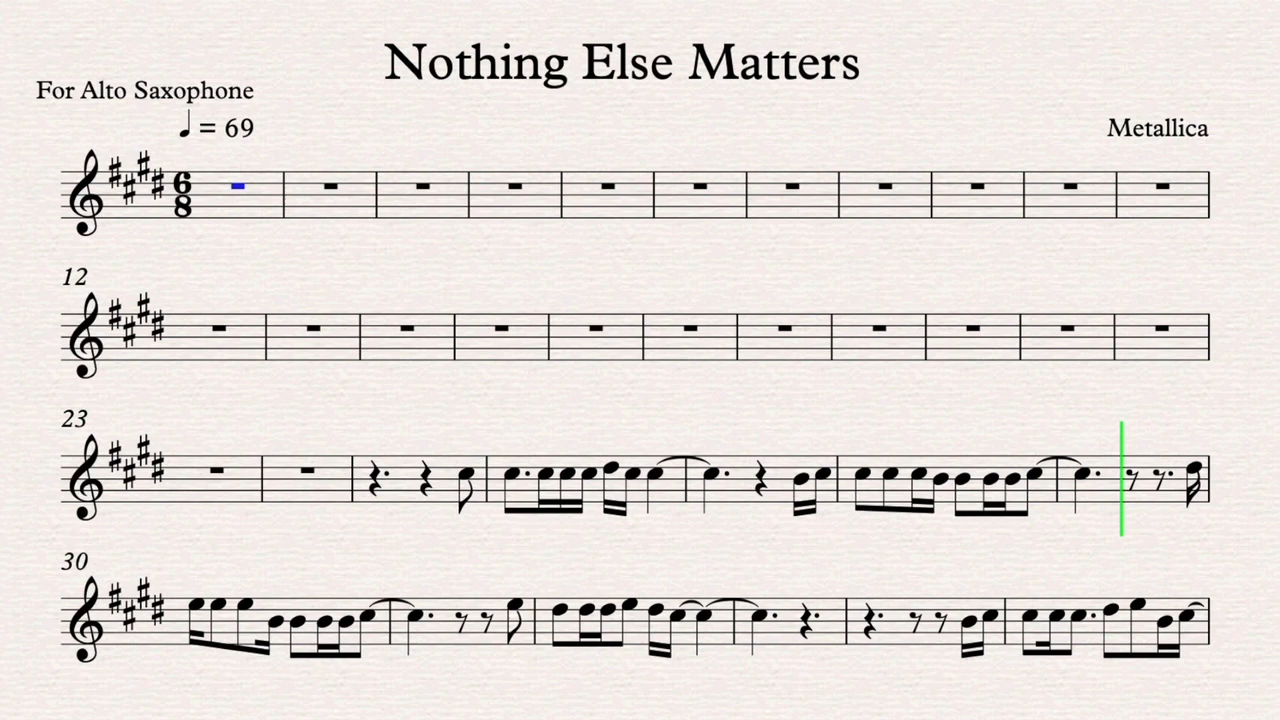 Nothing Else Matters
For Alto Saxophone
♩ = 69
Metallica
6
8
12
23
30